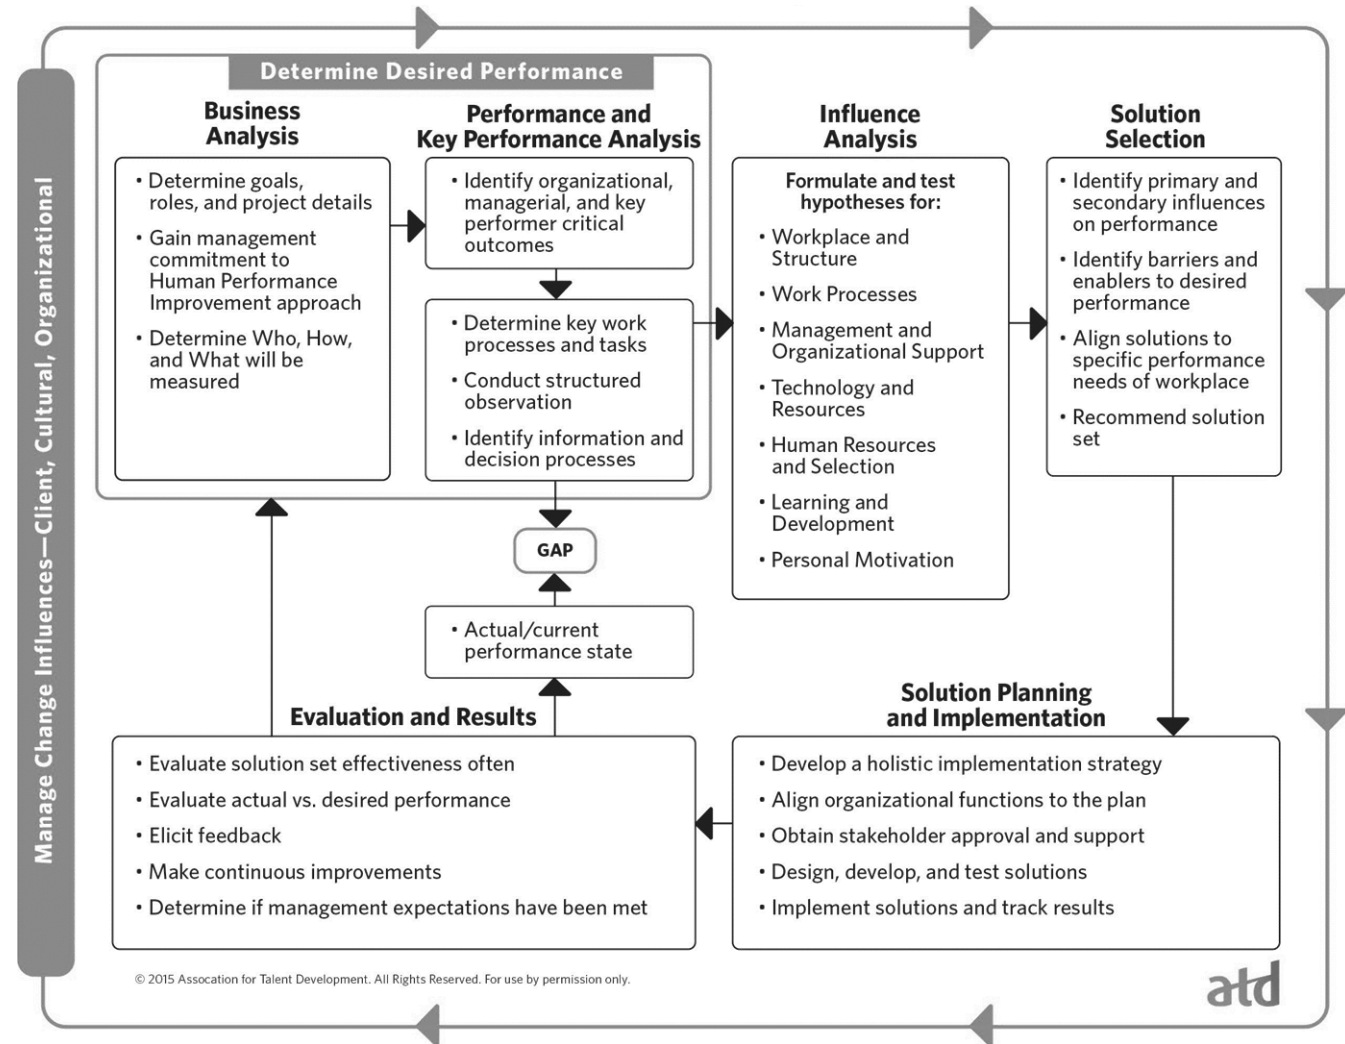 Manage Change Influences—Client, Cultural, Organizational
Determine Desired Performance
Business
Analysis
• Determine goals,
roles, and project details
• Gain management
commitment to
Human Performance
Improvement approach
• Determine Who, How,
and What will be
measured
Performance and
Key Performance Analysis
• Identify organizational,
managerial, and key
performer critical
outcomes
• Determine key work
processes and tasks
• Conduct structured
observation
• Identify information and
decision processes
GAP
• Actual/current
performance state
Influence
Analysis
Formulate and test
hypotheses for:
• Workplace and
Structure
• Work Processes
• Management and
Organizational Support
• Technology and
Resources
• Human Resources
and Selection
• Learning and
Development
• Personal Motivation
Solution
Selection
• Identify primary and
secondary influences
on performance
• Identify barriers and
enablers to desired
performance
• Align solutions to
specific performance
needs of workplace
• Recommend solution
set
Solution Planning
and Implementation
• Develop a holistic implementation strategy
• Align organizational functions to the plan
• Obtain stakeholder approval and support
• Design, develop, and test solutions
• Implement solutions and track results
Evaluation and Results
• Evaluate solution set effectiveness often
• Evaluate actual vs. desired performance
• Elicit feedback
• Make continuous improvements
• Determine if management expectations have been met
© 2015 Assocation for Talent Development. All Rights Reserved. For use by permission only.
atd